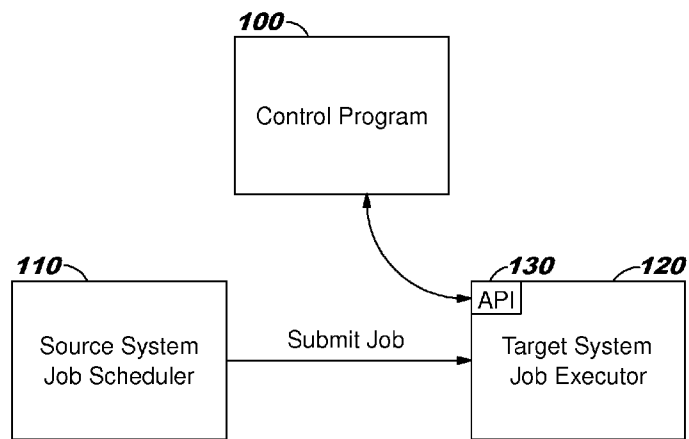 100
Control Program
110
130
120
API
Source System
Job Scheduler
Submit Job
Target System
Job Executor